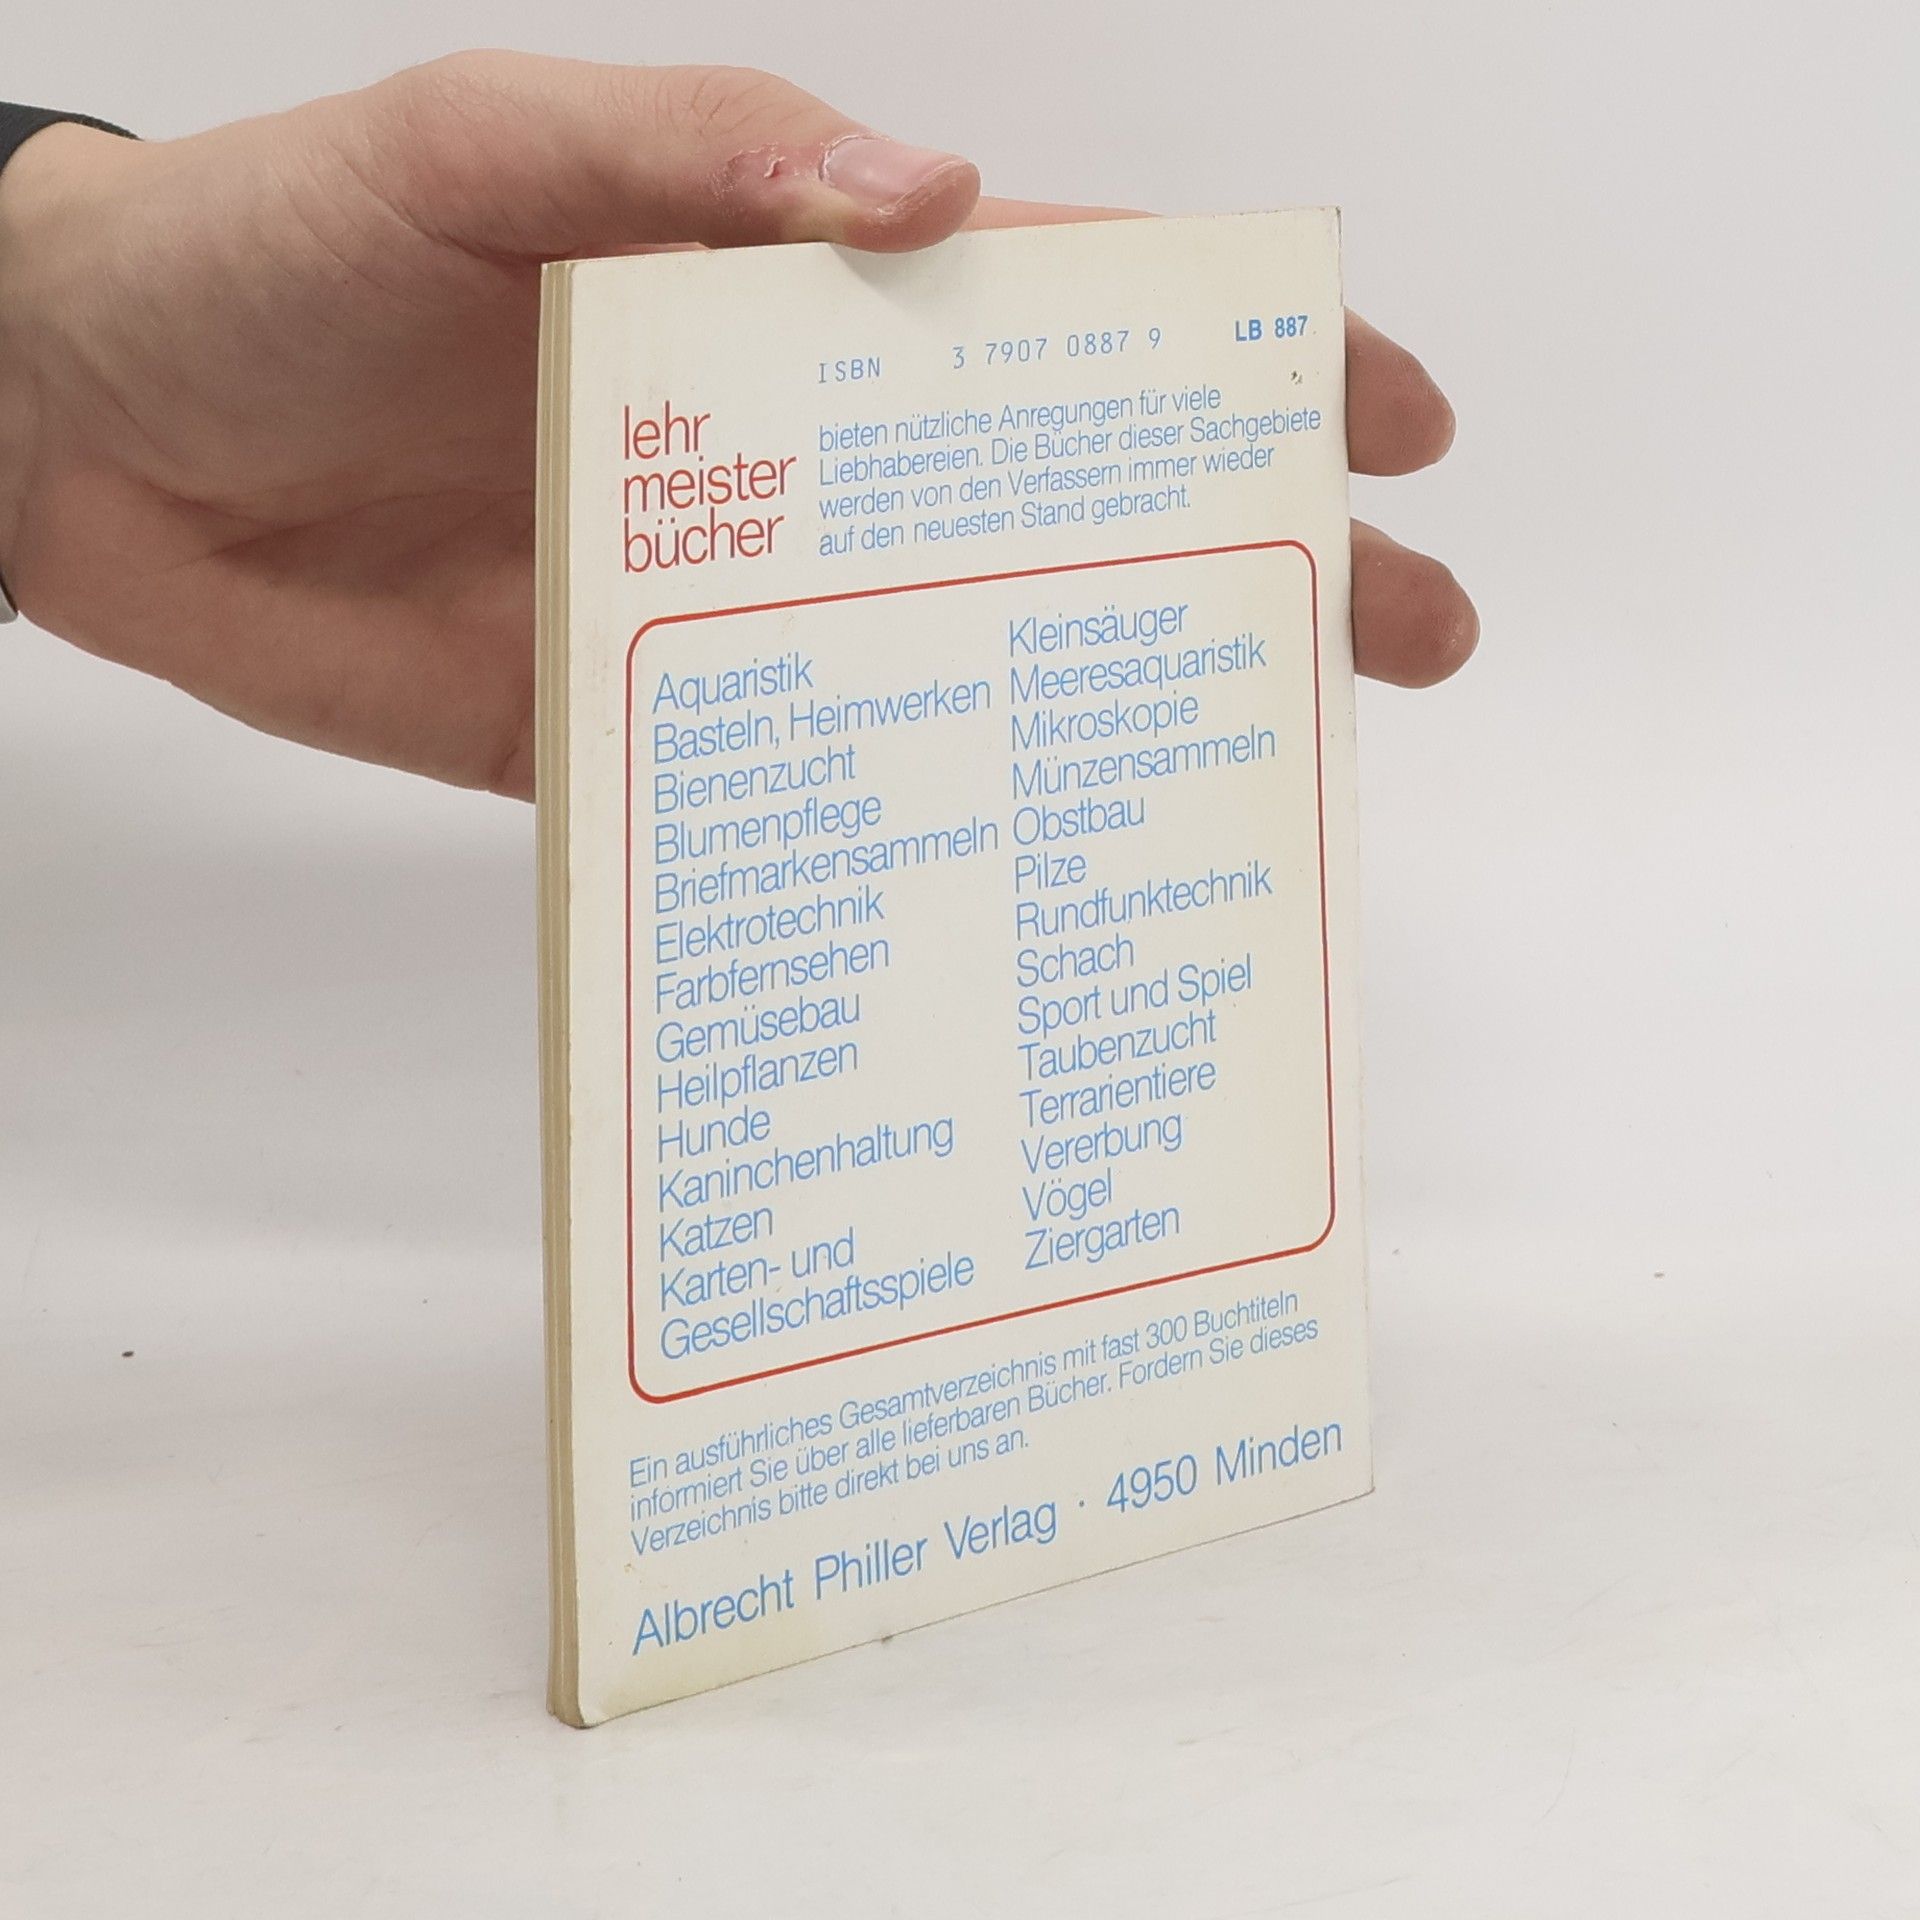 ISBN 3 7907 0887 9 LB 887
lehr
meister
bücher
bieten nützliche Anregungen für viele
Liebhabereien. Die Bücher dieser Sachgebiete
werden von den Verfassern immer wieder
auf den neuesten Stand gebracht.
Aquaristik
Basteln, Heimwerken
Bienenzucht
Blumenpflege
Briefmarkensammeln
Elektrotechnik
Farbfernsehen
Gemüsebau
Heilpflanzen
Hunde
Kaninchenhaltung
Katzen
Karten- und
Gesellschaftsspiele
Kleinsäuger
Meeresaquaristik
Mikroskopie
Münzensammeln
Obstbau
Pilze
Rundfunktechnik
Schach
Sport und Spiel
Taubenzucht
Terrarientiere
Vererbung
Vögel
Ziergarten
Ein ausführliches Gesamtverzeichnis mit fast 300 Buchtiteln
informiert Sie über alle lieferbaren Bücher. Fordern Sie dieses
Verzeichnis bitte direkt bei uns an.
Albrecht Philler Verlag · 4950 Minden